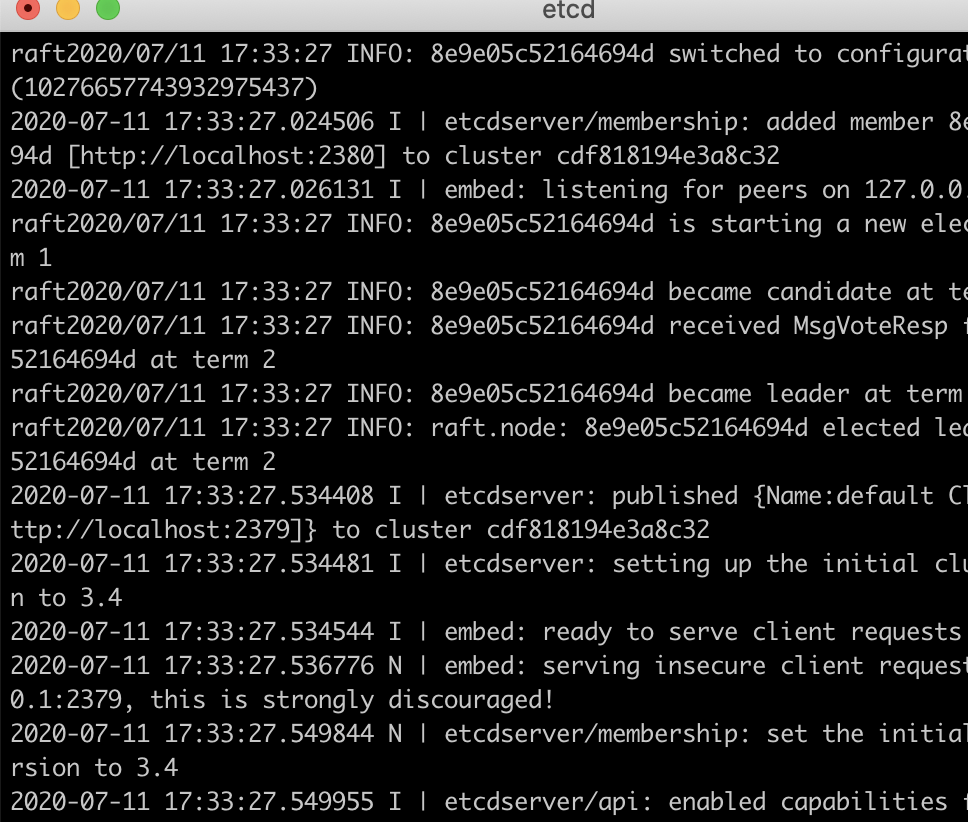 etcd
raft2020/07/11 17:33:27 INFO: 8e9e05c52164694d switched to configurat
(10276657743932975437)
2020-07-11 17:33:27.024506 I | etcdserver/membership: added member 8e
94d [http://localhost:2380] to cluster cdf818194e3a8c32
2020-07-11 17:33:27.026131 I | embed: listening for peers on 127.0.0.
raft2020/07/11 17:33:27 INFO: 8e9e05c52164694d is starting a new elec
m 1
raft2020/07/11 17:33:27 INFO: 8e9e05c52164694d became candidate at te
raft2020/07/11 17:33:27 INFO: 8e9e05c52164694d received MsgVoteResp f
52164694d at term 2
raft2020/07/11 17:33:27 INFO: 8e9e05c52164694d became leader at term
raft2020/07/11 17:33:27 INFO: raft.node: 8e9e05c52164694d elected lea
52164694d at term 2
2020-07-11 17:33:27.534408 I | etcdserver: published {Name:default Cl
ttp://localhost:2379]} to cluster cdf818194e3a8c32
2020-07-11 17:33:27.534481 I | etcdserver: setting up the initial clu
n to 3.4
2020-07-11 17:33:27.534544 I | embed: ready to serve client requests
2020-07-11 17:33:27.536776 N | embed: serving insecure client request
0.1:2379, this is strongly discouraged!
2020-07-11 17:33:27.549844 N | etcdserver/membership: set the initial
rsion to 3.4
2020-07-11 17:33:27.549955 I | etcdserver/api: enabled capabilities f